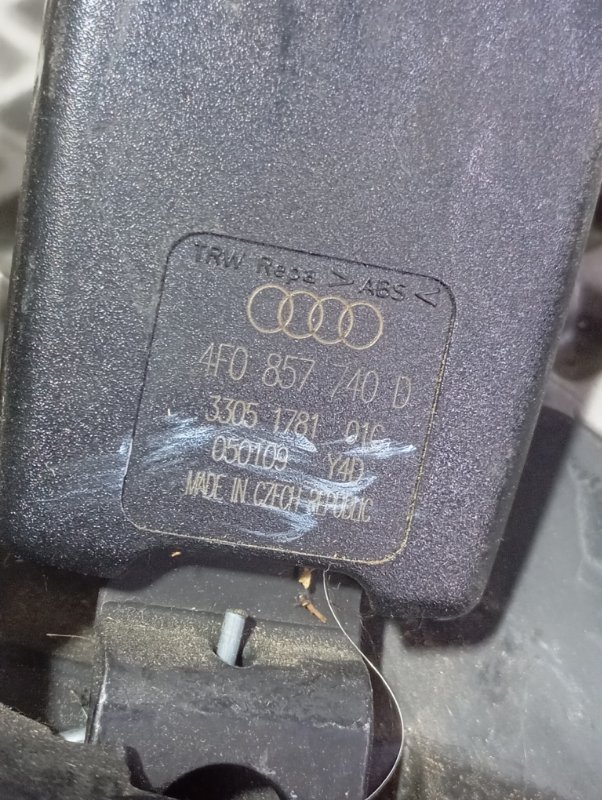 TRW Repa >ABS<
4F0 857 740 D
3305 1781 01C
050109 Y4D
MADE IN CZECH REPUBLIC